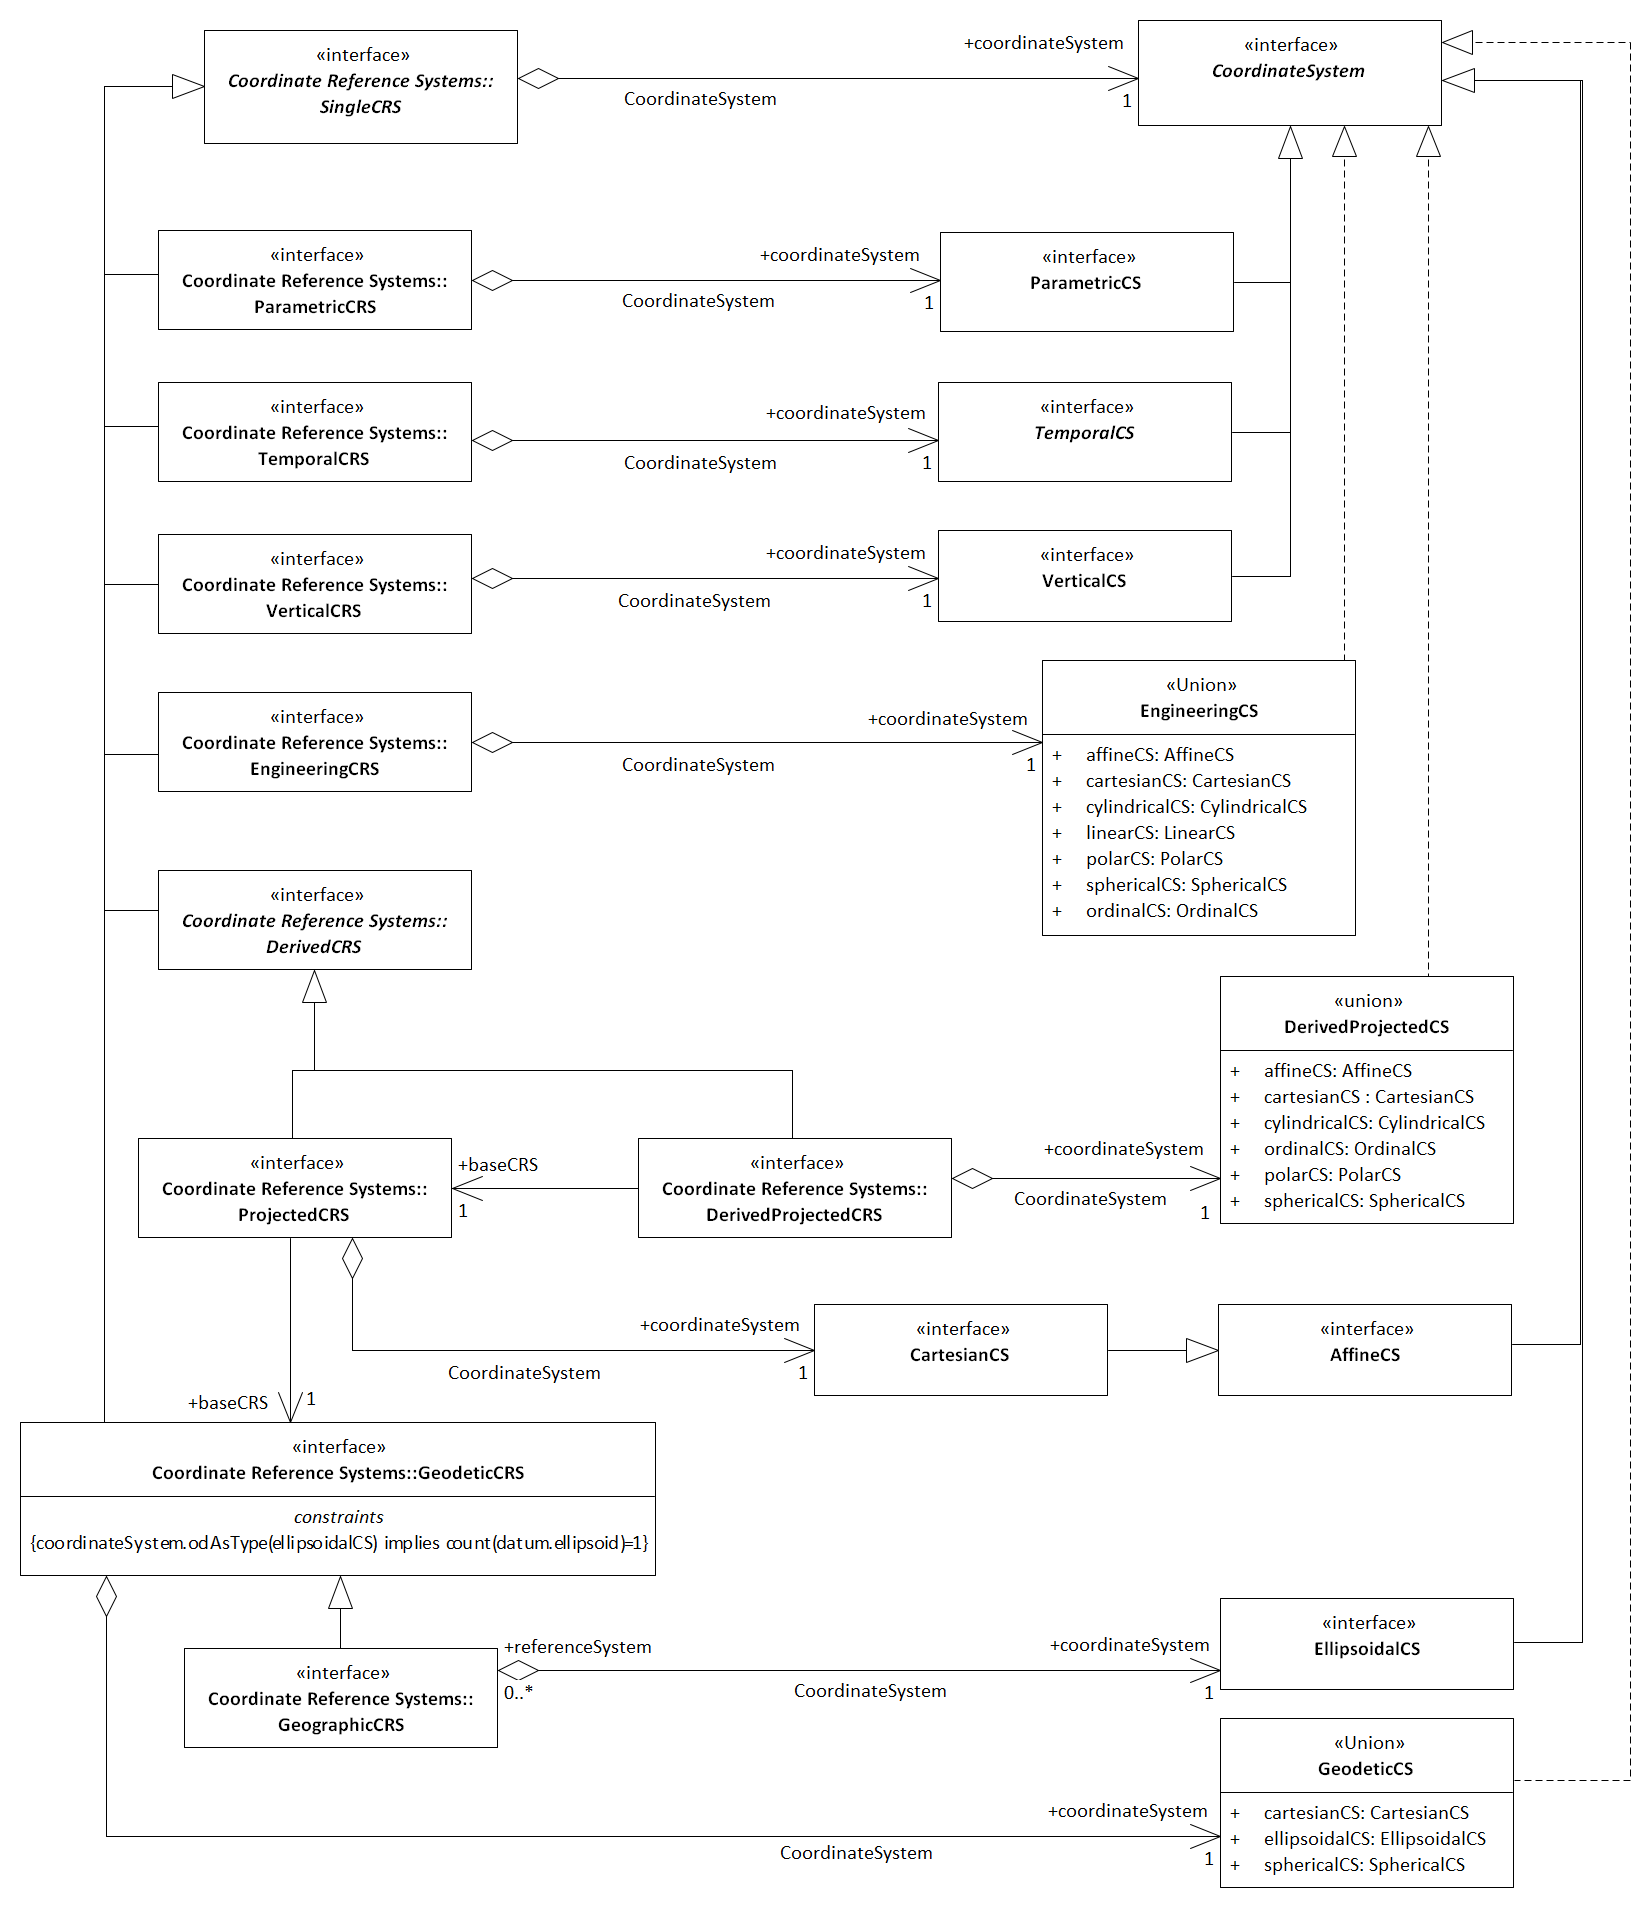 «interface»
Coordinate Reference Systems::
SingleCRS
+coordinateSystem
CoordinateSystem
1
«interface»
CoordinateSystem
«interface»
Coordinate Reference Systems::
ParametricCRS
+coordinateSystem
CoordinateSystem
1
«interface»
ParametricCS
«interface»
Coordinate Reference Systems::
TemporalCRS
+coordinateSystem
CoordinateSystem
1
«interface»
TemporalCS
«interface»
Coordinate Reference Systems::
VerticalCRS
+coordinateSystem
CoordinateSystem
1
«interface»
VerticalCS
«interface»
Coordinate Reference Systems::
EngineeringCRS
+coordinateSystem
CoordinateSystem
1
«Union»
EngineeringCS
+ affineCS: AffineCS
+ cartesianCS: CartesianCS
+ cylindricalCS: CylindricalCS
+ linearCS: LinearCS
+ polarCS: PolarCS
+ sphericalCS: SphericalCS
+ ordinalCS: OrdinalCS
«interface»
Coordinate Reference Systems::
DerivedCRS
«interface»
Coordinate Reference Systems::
ProjectedCRS
+baseCRS
1
«interface»
Coordinate Reference Systems::
DerivedProjectedCRS
+coordinateSystem
CoordinateSystem
1
«union»
DerivedProjectedCS
+ affineCS: AffineCS
+ cartesianCS : CartesianCS
+ cylindricalCS: CylindricalCS
+ ordinalCS: OrdinalCS
+ polarCS: PolarCS
+ sphericalCS: SphericalCS
+coordinateSystem
CoordinateSystem
1
«interface»
CartesianCS
«interface»
AffineCS
+baseCRS
1
«interface»
Coordinate Reference Systems::GeodeticCRS
constraints
{coordinateSystem.odAsType(ellipsoidalCS) implies count(datum.ellipsoid)=1}
«interface»
Coordinate Reference Systems::
GeographicCRS
+referenceSystem
0..*
+coordinateSystem
CoordinateSystem
1
«interface»
EllipsoidalCS
+coordinateSystem
CoordinateSystem
1
«Union»
GeodeticCS
+ cartesianCS: CartesianCS
+ ellipsoidalCS: EllipsoidalCS
+ sphericalCS: SphericalCS